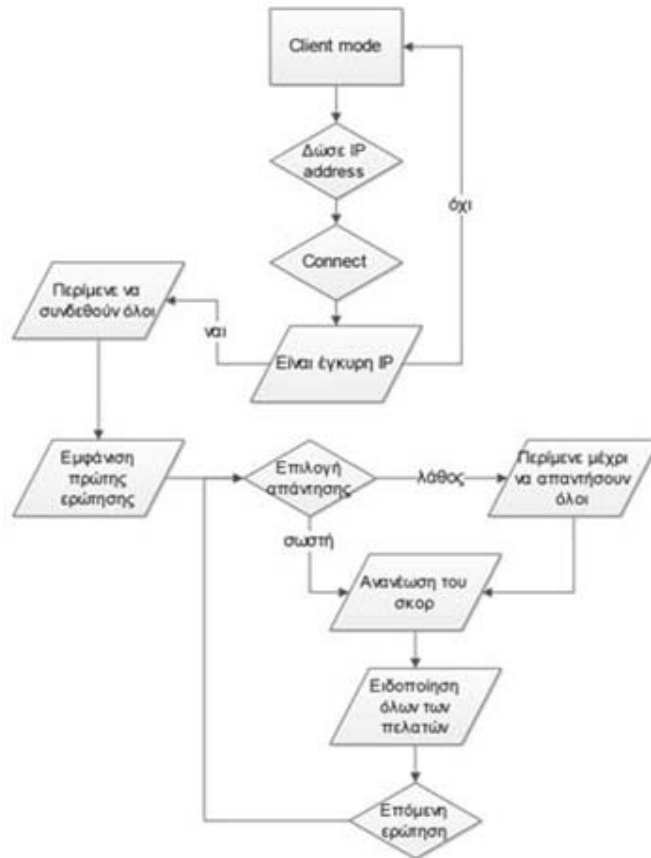 Client mode
Δώσε IP
address
όχι
Connect
Περίμενε να
συνδεθούν όλοι
ναι
Είναι έγκυρη IP
Εμφάνιση
πρώτης
ερώτησης
Επιλογή
απάντησης
λάθος
Περίμενε μέχρι
να απαντήσουν
όλοι
σωστή
Ανανέωση του
σκορ
Ειδοποίηση
όλων των
πελατών
Επόμενη
ερώτηση